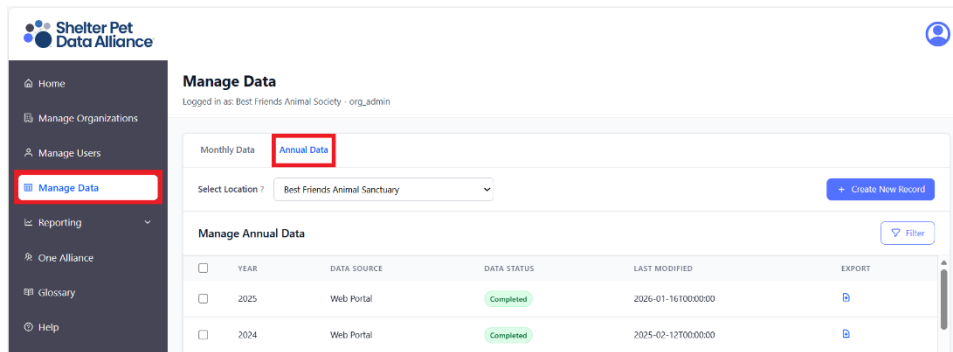 Shelter Pet
Data Alliance
Home
Manage Organizations
Manage Users
Manage Data
Reporting
One Alliance
Glossary
Help
Manage Data
Logged in as: Best Friends Animal Society - org_admin
Monthly Data Annual Data
Select Location ? Best Friends Animal Sanctuary + Create New Record
Manage Annual Data Filter
YEAR DATA SOURCE DATA STATUS LAST MODIFIED EXPORT
2025 Web Portal Completed 2026-01-16T00:00:00
2024 Web Portal Completed 2025-02-12T00:00:00